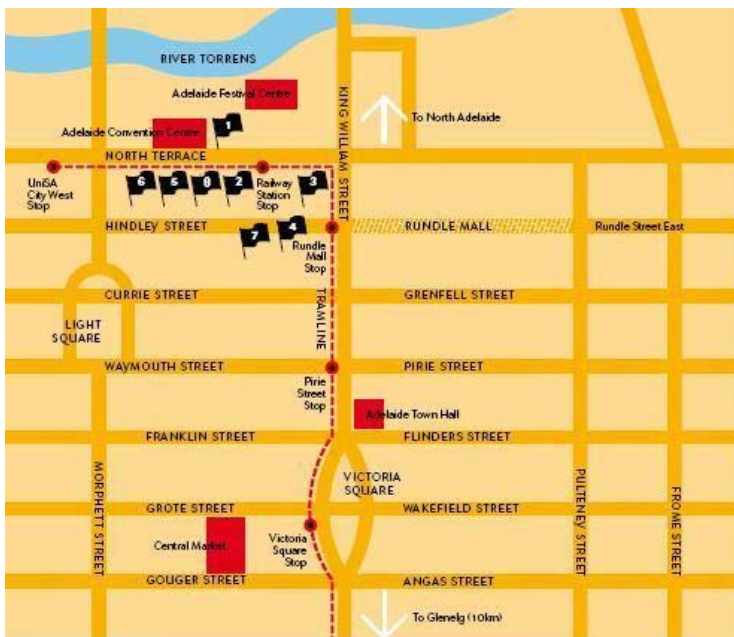 RIVER TORRENS
Adelaide Festival Centre
KING WILLIAM STREET
To North Adelaide
Adelaide Convention Centre
1
NORTH TERRACE
UniSA
City West
Stop
6
5
8
2
Railway
Station
Stop
3
HINDLEY STREET
7
4
Rundle
Mall
Stop
RUNDLE MALL
Rundle Street East
CURRIE STREET
TRAMLINE
GRENFELL STREET
LIGHT
SQUARE
WAYMOUTH STREET
PIRIE STREET
Pirie
Street
Stop
Adelaide Town Hall
FRANKLIN STREET
FLINDERS STREET
MORPHETT STREET
VICTORIA
SQUARE
PULTENEY STREET
FROME STREET
GROTE STREET
WAKEFIELD STREET
Central Market
Victoria
Square
Stop
GOUGER STREET
ANGAS STREET
To Glenelg (10km)